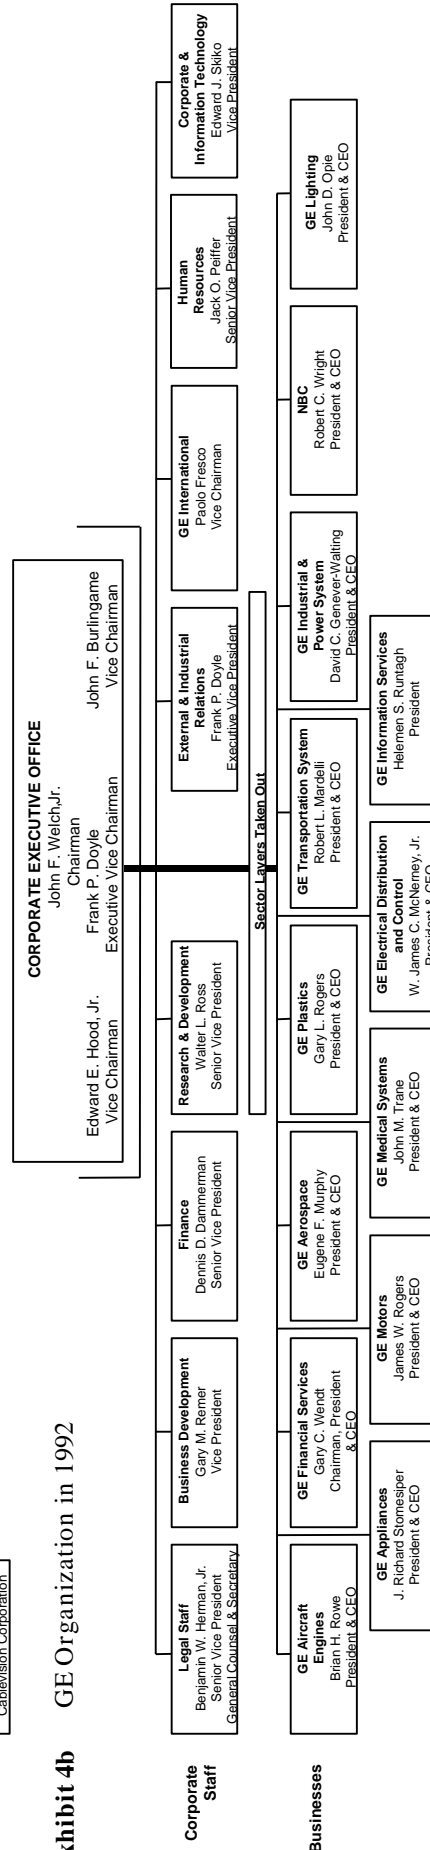 Cablevision Corporation
hibit 4b GE Organization in 1992
CORPORATE EXECUTIVE OFFICE
John F. Welch,Jr.
Chairman
Edward E. Hood, Jr.
Vice Chairman
Frank P. Doyle
Executive Vice Chairman
John F. Burlingame
Vice Chairman
Corporate
Staff
Legal Staff
Benjamin W. Herman, Jr.
Senior Vice President
General Counsel & Secretary
Business Development
Gary M. Remer
Vice President
Finance
Dennis D. Dammerman
Senior Vice President
Research & Development
Walter L. Ross
Senior Vice President
External & Industrial
Relations
Frank P. Doyle
Executive Vice President
GE International
Paolo Fresco
Vice Chairman
Human
Resources
Jack O. Peiffer
Senior Vice President
Corporate &
Information Technology
Edward J. Skiko
Vice President
Sector Layers Taken Out
Businesses
GE Aircraft
Engines
Brian H. Rowe
President & CEO
GE Financial Services
Gary C. Wendt
Chairman, President
& CEO
GE Aerospace
Eugene F. Murphy
President & CEO
GE Plastics
Gary L. Rogers
President & CEO
GE Transportation System
Robert L. Mardelli
President & CEO
GE Industrial &
Power System
David C. Genever-Walting
President & CEO
NBC
Robert C. Wright
President & CEO
GE Lighting
John D. Opie
President & CEO
GE Appliances
J. Richard Stomesiper
President & CEO
GE Motors
James W. Rogers
President & CEO
GE Medical Systems
John M. Trane
President & CEO
GE Electrical Distribution
and Control
W. James C. McNerney, Jr.
President & CEO
GE Information Services
Helemen S. Runtagh
President